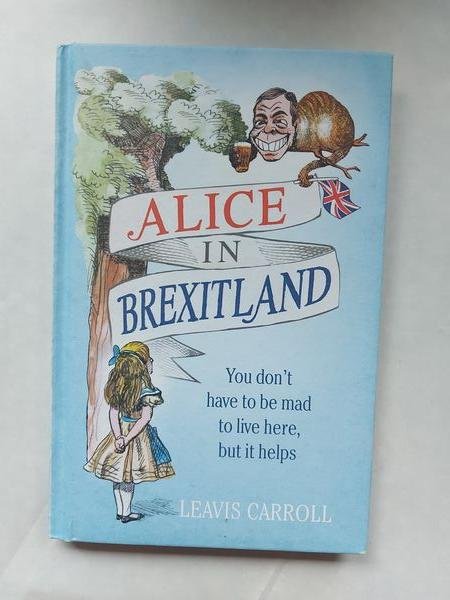 ALICE
IN
BREXITLAND
You don't
have to be mad
to live here,
but it helps
LEAVIS CARROLL